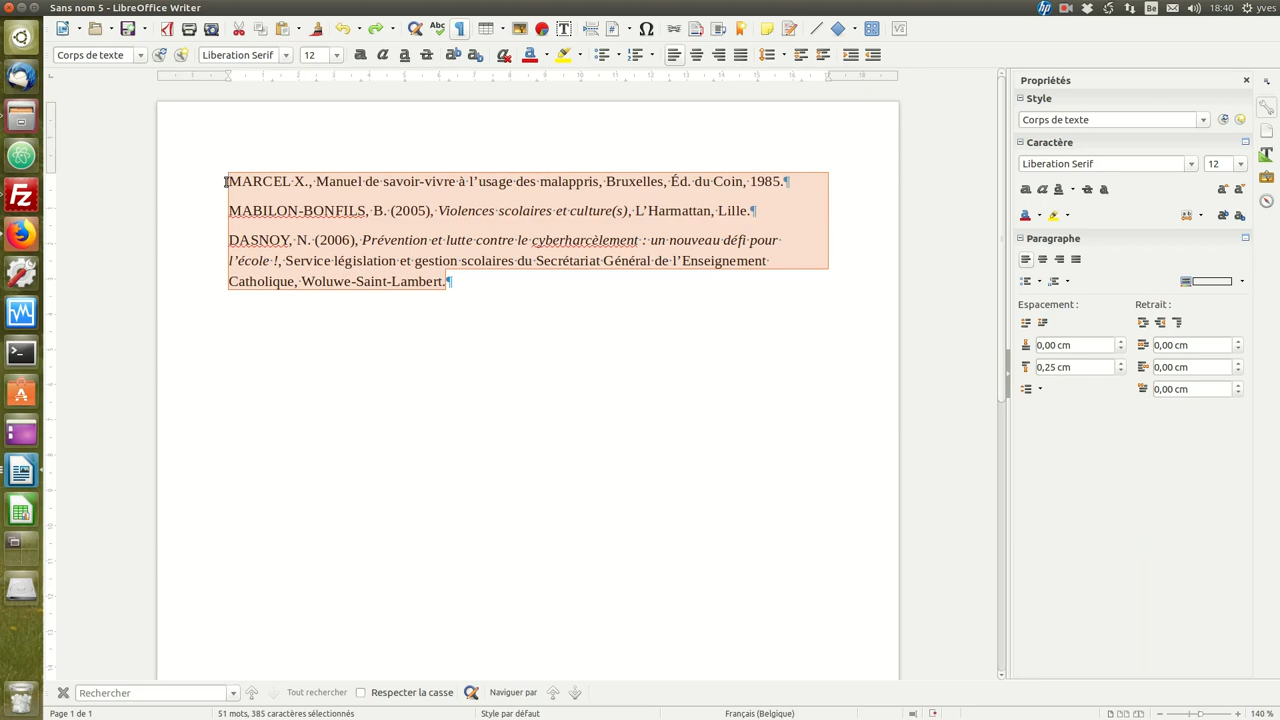 Sans nom 5 - LibreOffice Writer
Be
18:40
yves
Corps de texte
Liberation Serif
12
Propriétés
Style
Corps de texte
Caractère
Liberation Serif
12
Paragraphe
Espacement :
Retrait :
0,00 cm
0,00 cm
0,25 cm
0,00 cm
0,00 cm
MARCEL X., Manuel de savoir-vivre à l’usage des malappris, Bruxelles, Éd. du Coin, 1985.¶
MABILON-BONFILS, B. (2005), Violences scolaires et culture(s), L’Harmattan, Lille.¶
DASNOY, N. (2006), Prévention et lutte contre le cyberharcèlement : un nouveau défi pour
l’école !, Service législation et gestion scolaires du Secrétariat Général de l’Enseignement
Catholique, Woluwe-Saint-Lambert.¶
Rechercher
Tout rechercher
Respecter la casse
Naviguer par
Page 1 de 1
51 mots, 385 caractères sélectionnés
Style par défaut
Français (Belgique)
140 %